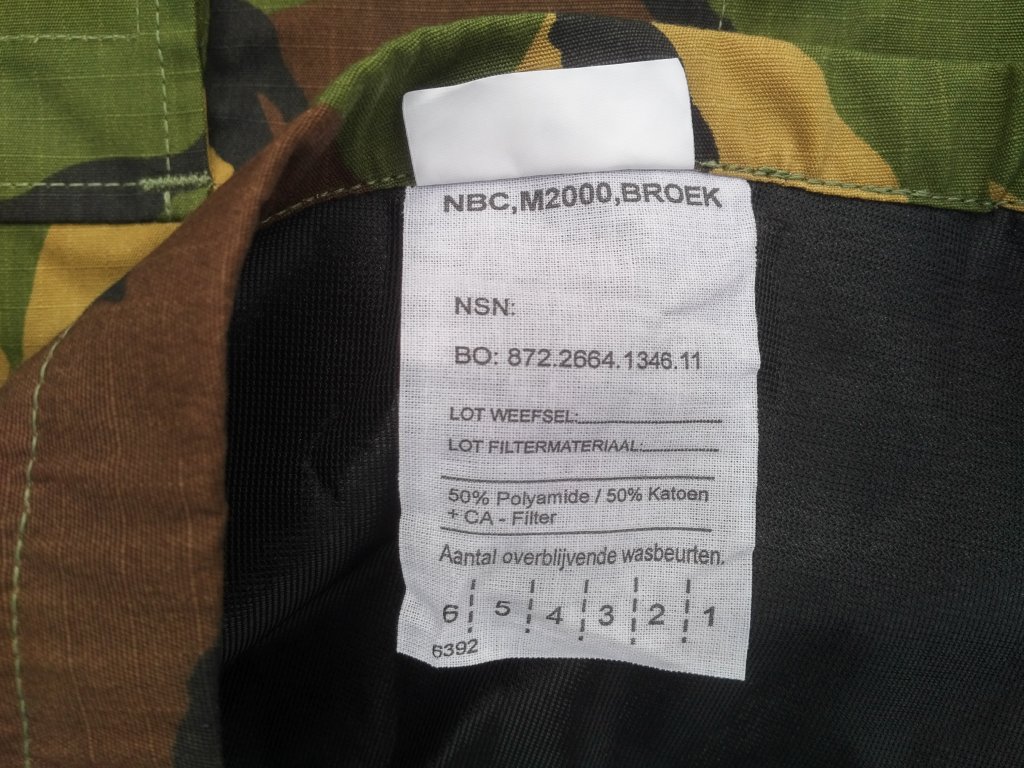 NBC,M2000,BROEK
NSN:
BO: 872.2664.1346.11
LOT WEEFSEL:
LOT FILTERMATERIAAL:
50% Polyamide / 50% Katoen
+ CA - Filter
Aantal overblijvende wasbeurten.
6 5 4 3 2 1
6392